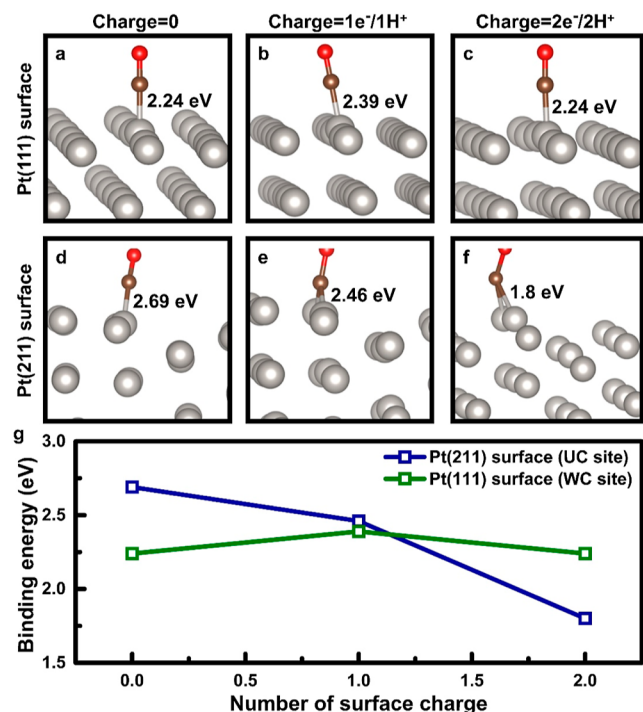 Charge=0 Charge=1e⁻/1H⁺ Charge=2e⁻/2H⁺
Pt(111) surface
a b c
2.24 eV 2.39 eV 2.24 eV
Pt(211) surface
d e f
2.69 eV 2.46 eV 1.8 eV
g
Binding energy (eV)
3.0
2.5
2.0
1.5
Pt(211) surface (UC site)
Pt(111) surface (WC site)
0.0 0.5 1.0 1.5 2.0
Number of surface charge